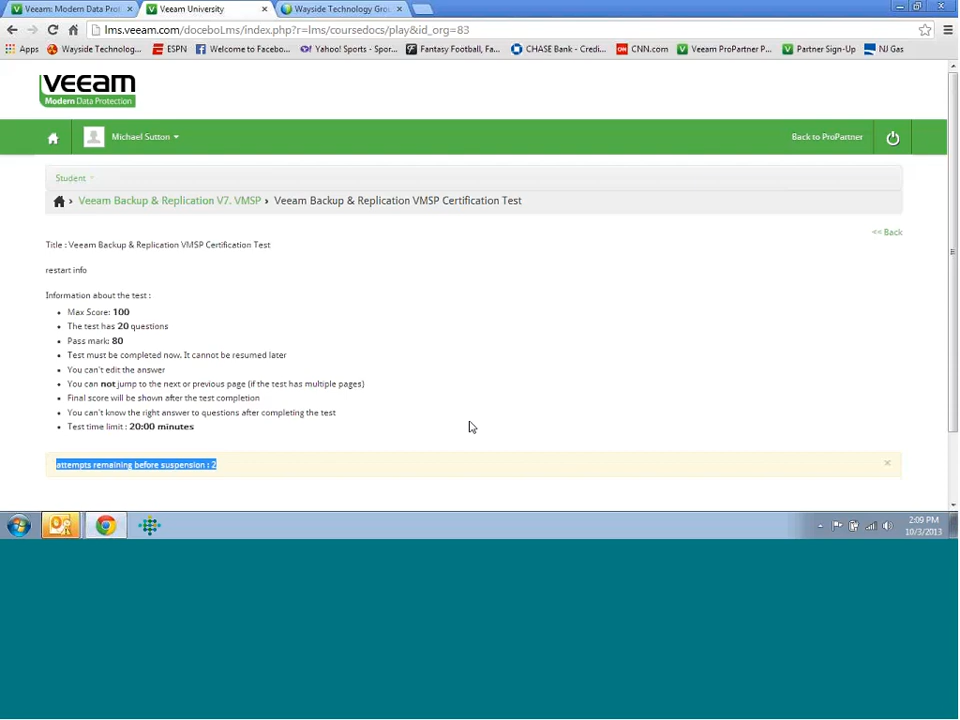 Veeam: Modern Data Prot
Veeam University
Wayside Technology Grou
lms.veeam.com/doceboLms/index.php?r=lms/coursedocs/play&id_org=83
Apps Wayside Technolog... ESPN Welcome to Facebo... Yahoo! Sports - Spor... Fantasy Football, Fa... CHASE Bank - Credi... CNN.com Veeam ProPartner P... Partner Sign-Up NJ Gas
veeam
Modern Data Protection
Michael Sutton Back to ProPartner
Student
Veeam Backup & Replication V7. VMSP › Veeam Backup & Replication VMSP Certification Test
<< Back
Title : Veeam Backup & Replication VMSP Certification Test
restart info
Information about the test :
Max Score: 100
The test has 20 questions
Pass mark: 80
Test must be completed now. It cannot be resumed later
You can't edit the answer
You can not jump to the next or previous page (if the test has multiple pages)
Final score will be shown after the test completion
You can't know the right answer to questions after completing the test
Test time limit : 20:00 minutes
attempts remaining before suspension : 2
2:09 PM
10/3/2013